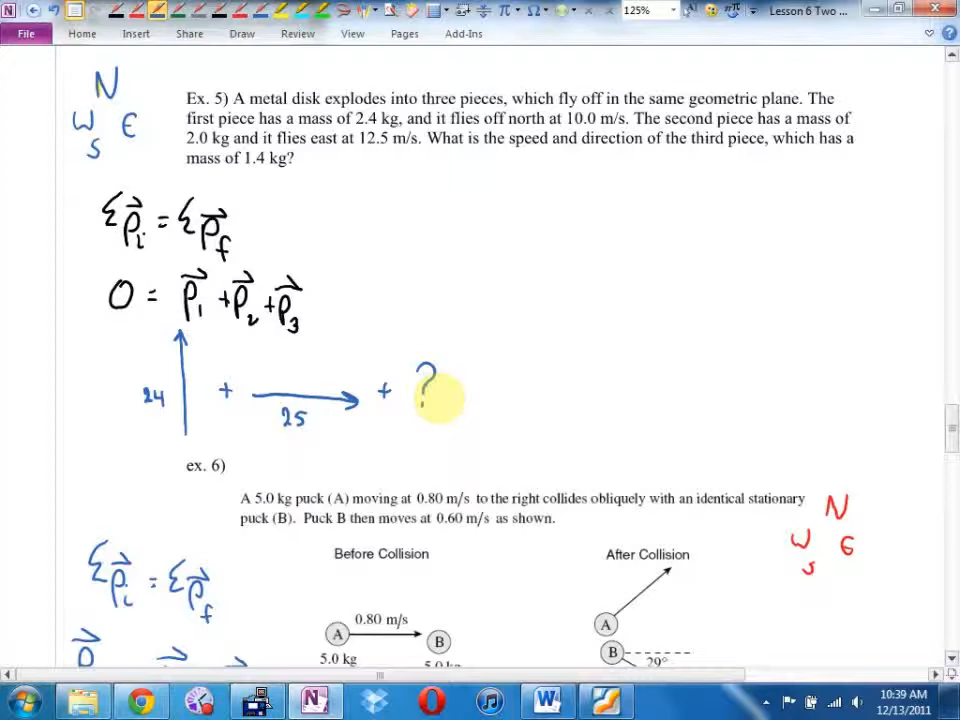 125%
Lesson 6 Two ...
File Home Insert Share Draw Review View Pages Add-Ins
N
W E
S
Ex. 5) A metal disk explodes into three pieces, which fly off in the same geometric plane. The
first piece has a mass of 2.4 kg, and it flies off north at 10.0 m/s. The second piece has a mass of
2.0 kg and it flies east at 12.5 m/s. What is the speed and direction of the third piece, which has a
mass of 1.4 kg?
Σp⃗i = Σp⃗f
0 = p⃗1 + p⃗2 + p⃗3
24 + 25 + ?
ex. 6)
A 5.0 kg puck (A) moving at 0.80 m/s to the right collides obliquely with an identical stationary
puck (B). Puck B then moves at 0.60 m/s as shown.
N
W E
S
Before Collision After Collision
Σp⃗i = Σp⃗f
0.80 m/s
A B
A
B
5.0 kg 5.0 kg
29°
10:39 AM
12/13/2011